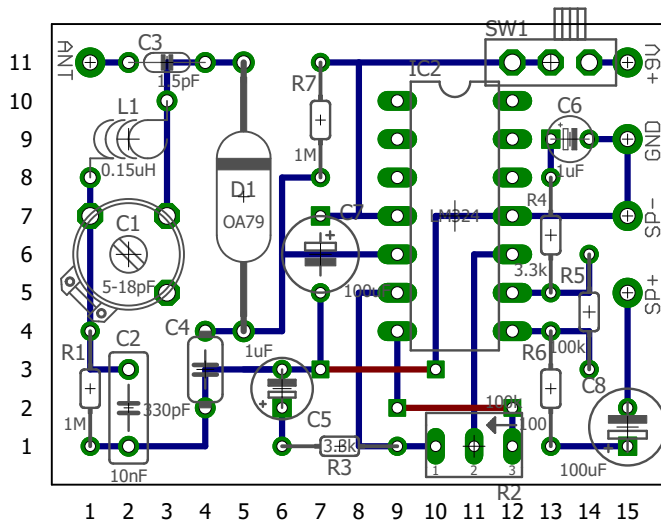 SW1
ANT
C3
11
1.5pF
R7
IC2
+9V
10
L1
C6
9
0.15uH
1M
1uF
GND
8
D1
R4
7
C1
OA79
C7
LM324
SP-
6
5-18pF
3.3k
R5
SP+
5
100uF
4
R1
C2
C4
1uF
R6
100k
3
C8
2
1M
330pF
C5
100k
100
1
3.3k
1
2
3
10nF
R3
R2
100uF
1 2 3 4 5 6 7 8 9 10 11 12 13 14 15